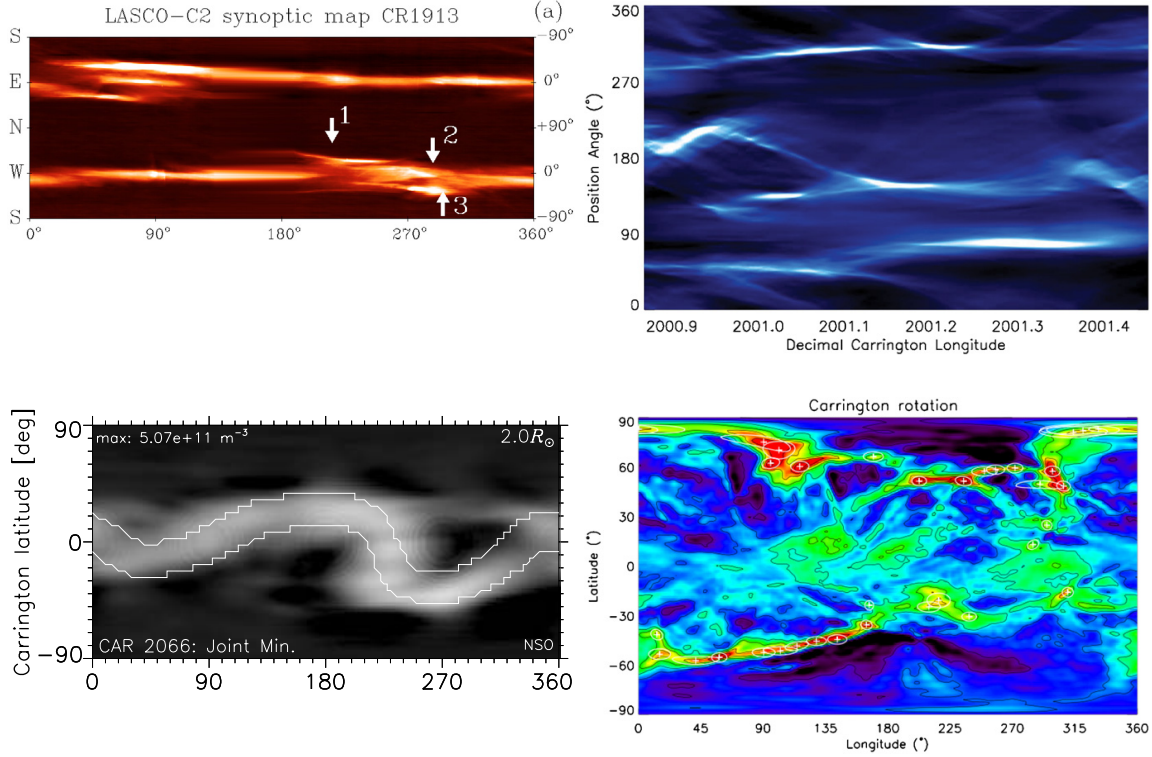 LASCO-C2 synoptic map CR1913 (a)
S
E
N
W
S
-90°
0°
+90°
0°
-90°
1
2
3
0° 90° 180° 270° 360°
360
270
180
90
0
Position Angle (°)
2000.9 2001.0 2001.1 2001.2 2001.3 2001.4
Decimal Carrington Longitude
Carrington latitude [deg]
90
0
-90
max: 5.07e+11 m⁻³
2.0R☉
CAR 2066: Joint Min.
NSO
0 90 180 270 360
Carrington rotation
90
60
30
0
-30
-60
-90
Latitude (°)
0 45 90 135 180 225 270 315 360
Longitude (°)